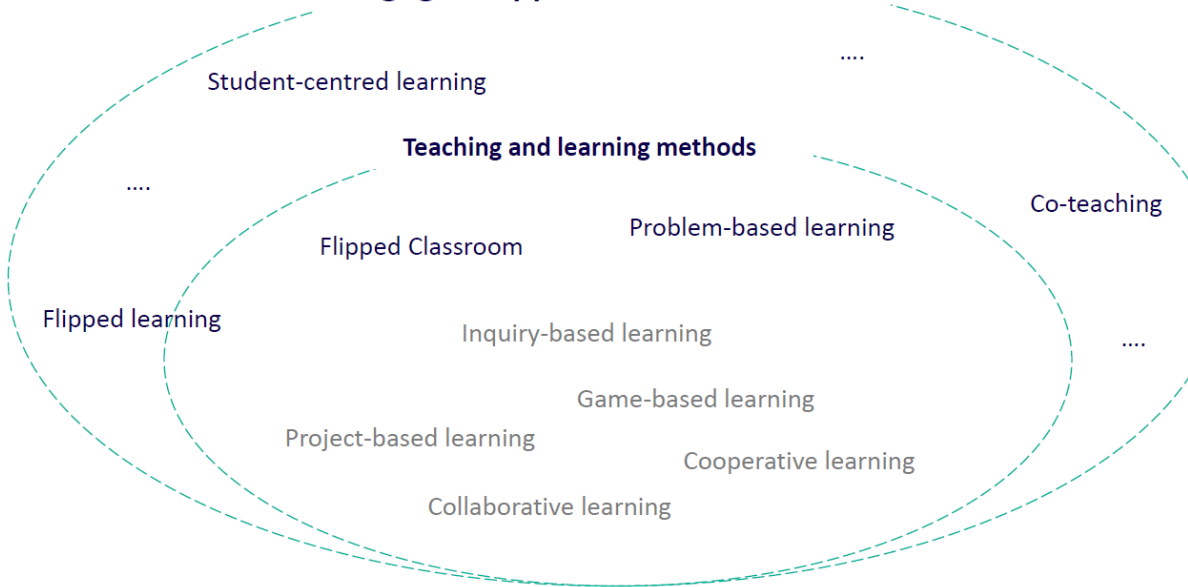 Student-centred learning
....
Teaching and learning methods
....
Co-teaching
Problem-based learning
Flipped Classroom
Flipped learning
Inquiry-based learning
....
Game-based learning
Project-based learning
Cooperative learning
Collaborative learning